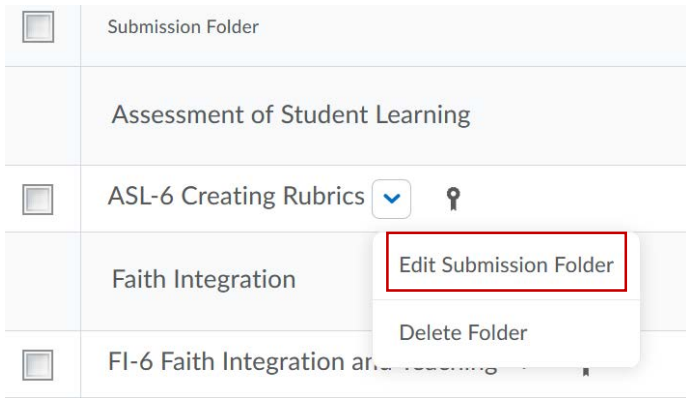 Submission Folder
Assessment of Student Learning
ASL-6 Creating Rubrics
Edit Submission Folder
Faith Integration
Delete Folder
FI-6 Faith Integration and